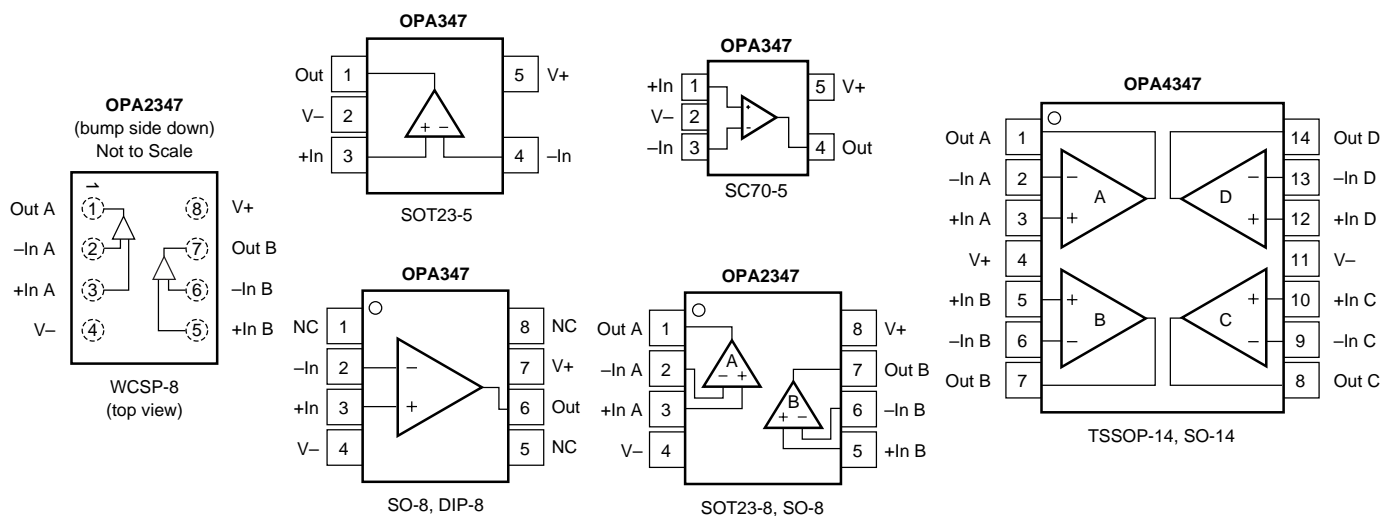 OPA2347
(bump side down)
Not to Scale
1
Out A 1 8 V+
–In A 2 7 Out B
+In A 3 6 –In B
V– 4 5 +In B
WCSP-8
(top view)
OPA347
Out 1 5 V+
V– 2
+In 3 4 –In
+ −
SOT23-5
OPA347
+In 1 5 V+
V– 2
–In 3 4 Out
+
-
SC70-5
OPA347
NC 1 8 NC
–In 2 − 7 V+
+In 3 + 6 Out
V– 4 5 NC
SO-8, DIP-8
OPA2347
Out A 1 8 V+
–In A 2 A 7 Out B
− +
+In A 3 B 6 –In B
+ −
V– 4 5 +In B
SOT23-8, SO-8
OPA4347
Out A 1 14 Out D
–In A 2 − − 13 –In D
A D
+In A 3 + + 12 +In D
V+ 4 11 V–
+In B 5 + + 10 +In C
B C
–In B 6 − − 9 –In C
Out B 7 8 Out C
TSSOP-14, SO-14